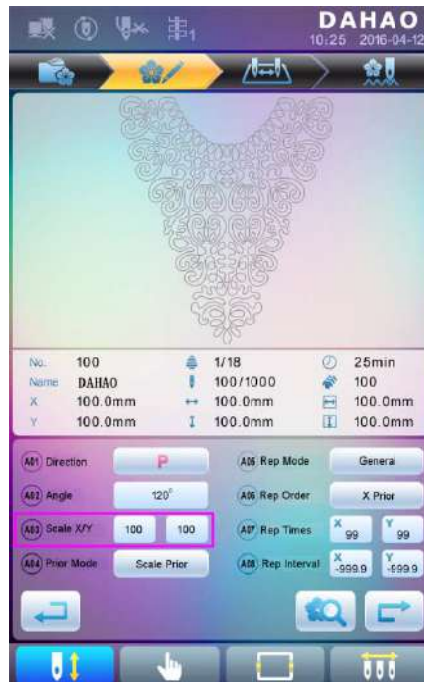 DAHAO
1
10:25 2016-04-12
No. 100 1/18 25min
Name DAHAO 100/1000 100
X 100.0mm 100.0mm 100.0mm
Y 100.0mm 100.0mm 100.0mm
A01 Direction P A05 Rep Mode General
A02 Angle 120° A06 Rep Order X Prior
A03 Scale X/Y 100 100 A07 Rep Times X 99 Y 99
A04 Prior Mode Scale Prior A08 Rep Interval X -999.9 Y -999.9